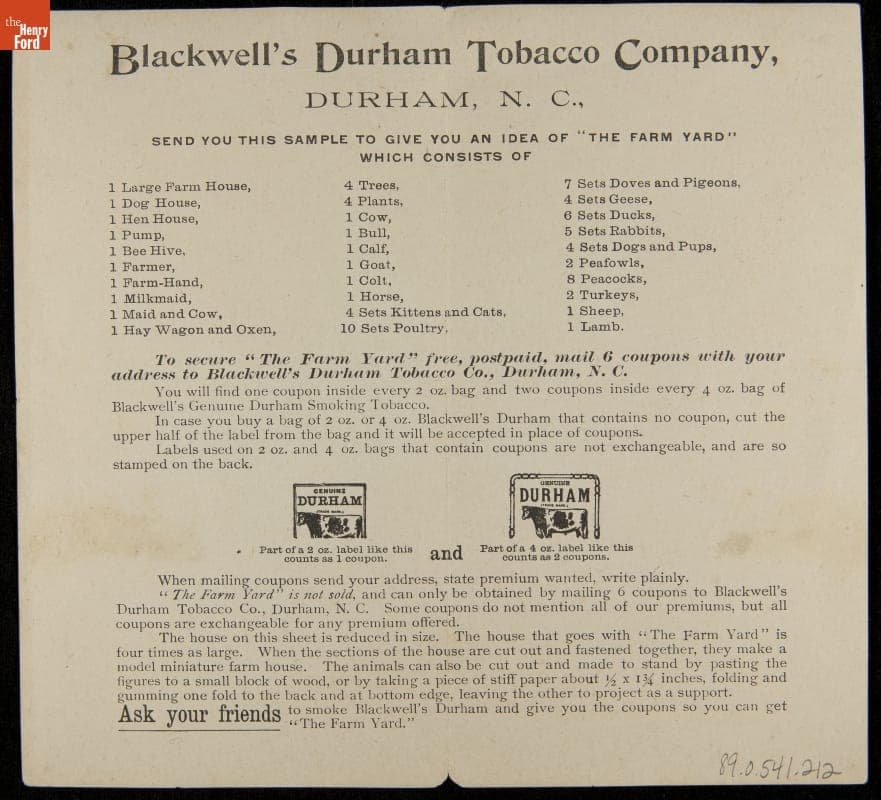 the
Henry
Ford
Blackwell's Durham Tobacco Company,
DURHAM, N. C.,
SEND YOU THIS SAMPLE TO GIVE YOU AN IDEA OF "THE FARM YARD"
WHICH CONSISTS OF
1 Large Farm House,
1 Dog House,
1 Hen House,
1 Pump,
1 Bee Hive,
1 Farmer,
1 Farm-Hand,
1 Milkmaid,
1 Maid and Cow,
1 Hay Wagon and Oxen,
4 Trees,
4 Plants,
1 Cow,
1 Bull,
1 Calf,
1 Goat,
1 Colt,
1 Horse,
4 Sets Kittens and Cats,
10 Sets Poultry,
7 Sets Doves and Pigeons,
4 Sets Geese,
6 Sets Ducks,
5 Sets Rabbits,
4 Sets Dogs and Pups,
2 Peafowls,
8 Peacocks,
2 Turkeys,
1 Sheep,
1 Lamb.
To secure "The Farm Yard" free, postpaid, mail 6 coupons with your
address to Blackwell's Durham Tobacco Co., Durham, N. C.
You will find one coupon inside every 2 oz. bag and two coupons inside every 4 oz. bag of
Blackwell's Genuine Durham Smoking Tobacco.
In case you buy a bag of 2 oz. or 4 oz. Blackwell's Durham that contains no coupon, cut the
upper half of the label from the bag and it will be accepted in place of coupons.
Labels used on 2 oz. and 4 oz. bags that contain coupons are not exchangeable, and are so
stamped on the back.
GENUINE
DURHAM
(TRADE MARK.)
Part of a 2 oz. label like this
counts as 1 coupon.
and
GENUINE
DURHAM
(TRADE MARK.)
Part of a 4 oz. label like this
counts as 2 coupons.
When mailing coupons send your address, state premium wanted, write plainly.
"The Farm Yard" is not sold, and can only be obtained by mailing 6 coupons to Blackwell's
Durham Tobacco Co., Durham, N. C. Some coupons do not mention all of our premiums, but all
coupons are exchangeable for any premium offered.
The house on this sheet is reduced in size. The house that goes with "The Farm Yard" is
four times as large. When the sections of the house are cut out and fastened together, they make a
model miniature farm house. The animals can also be cut out and made to stand by pasting the
figures to a small block of wood, or by taking a piece of stiff paper about ½ x 1¾ inches, folding and
gumming one fold to the back and at bottom edge, leaving the other to project as a support.
Ask your friends to smoke Blackwell's Durham and give you the coupons so you can get
"The Farm Yard."
89.0.541.212